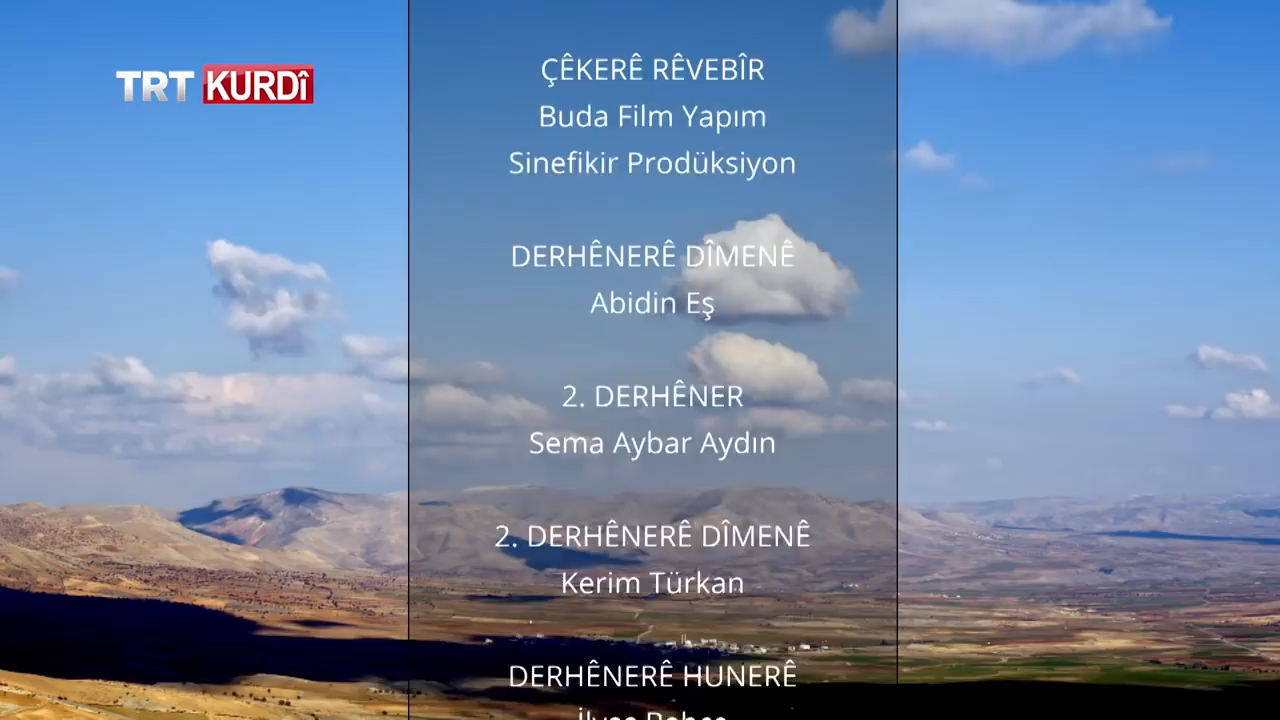 TRT KURDÎ
ÇÊKERÊ RÊVEBÎR
Buda Film Yapım
Sinefikir Prodüksiyon
DERHÊNERÊ DÎMENÊ
Abidin Eş
2. DERHÊNER
Sema Aybar Aydın
2. DERHÊNERÊ DÎMENÊ
Kerim Türkan
DERHÊNERÊ HUNERÊ